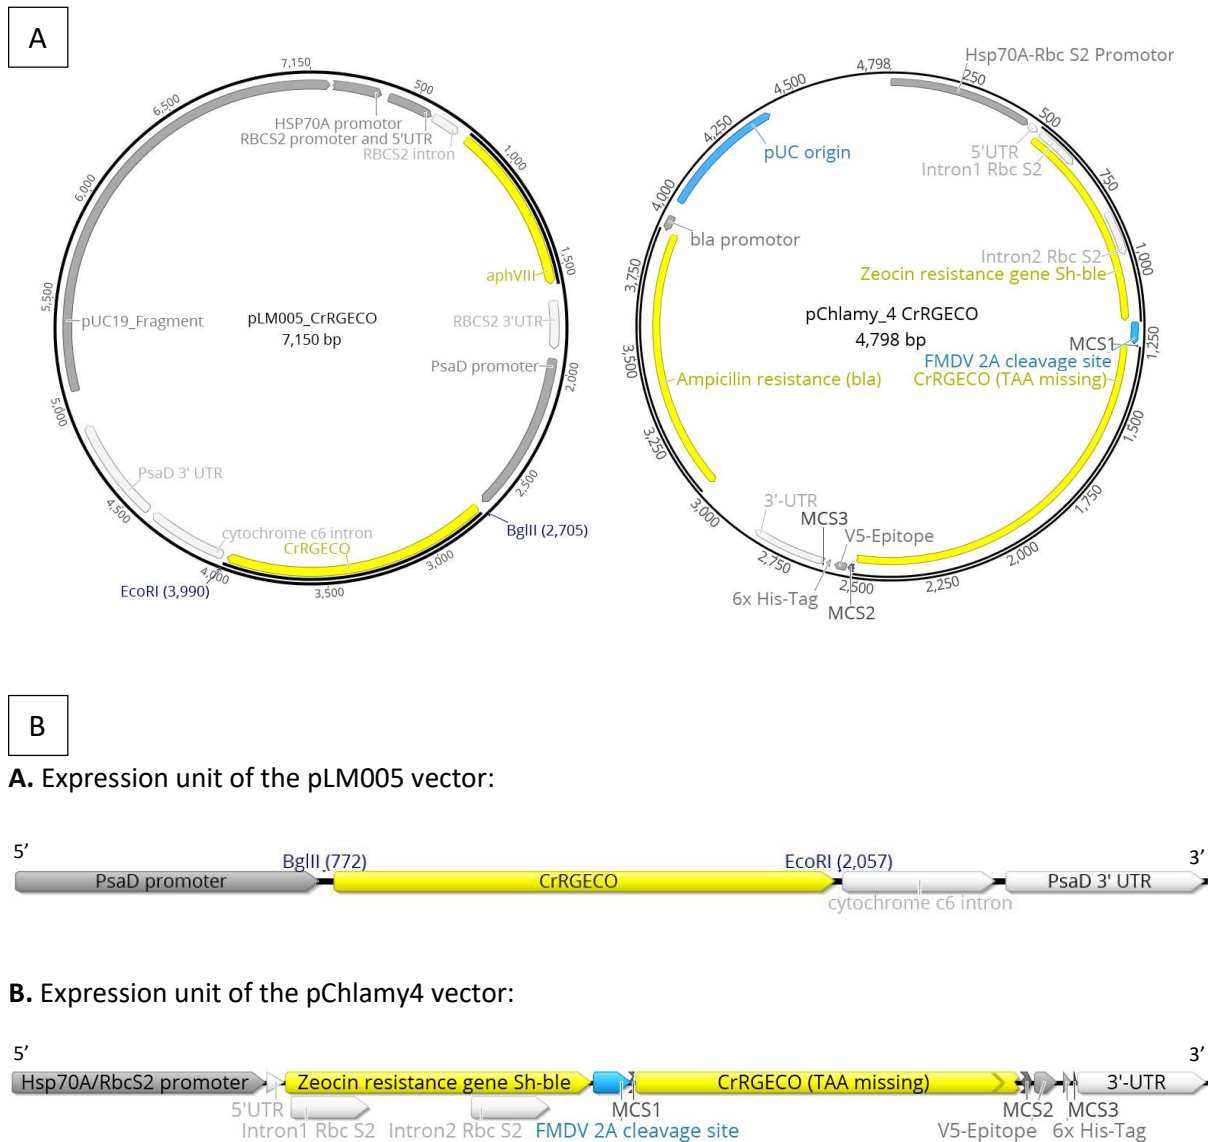 A
7,150
500
HSP70A promotor
RBCS2 promotor and 5'UTR
RBCS2 intron
1,000
aphVIII
1,500
RBCS2 3'UTR
PsaD promoter
2,000
2,500
BglII (2,705)
3,000
3,500
CrRGECO
cytochrome c6 intron
4,000
EcoRI (3,990)
4,500
PsaD 3' UTR
5,000
5,500
pUC19_Fragment
6,000
6,500
pLM005_CrRGECO
7,150 bp
4,798
Hsp70A-Rbc S2 Promotor
250
500
5'UTR
Intron1 Rbc S2
750
Intron2 Rbc S2
1,000
Zeocin resistance gene Sh-ble
MCS1
1,250
FMDV 2A cleavage site
CrRGECO (TAA missing)
1,500
1,750
2,000
2,250
2,500
MCS2
V5-Epitope
6x His-Tag
MCS3
3'-UTR
2,750
3,000
3,250
3,500
Ampicilin resistance (bla)
3,750
bla promotor
4,000
pUC origin
4,250
4,500
pChlamy_4 CrRGECO
4,798 bp
B
A. Expression unit of the pLM005 vector:
5' 3'
BglII (772) EcoRI (2,057)
PsaD promoter CrRGECO PsaD 3' UTR
cytochrome c6 intron
B. Expression unit of the pChlamy4 vector:
5' 3'
Hsp70A/RbcS2 promoter Zeocin resistance gene Sh-ble CrRGECO (TAA missing) 3'-UTR
5'UTR MCS1 MCS2 MCS3
Intron1 Rbc S2 Intron2 Rbc S2 FMDV 2A cleavage site V5-Epitope 6x His-Tag